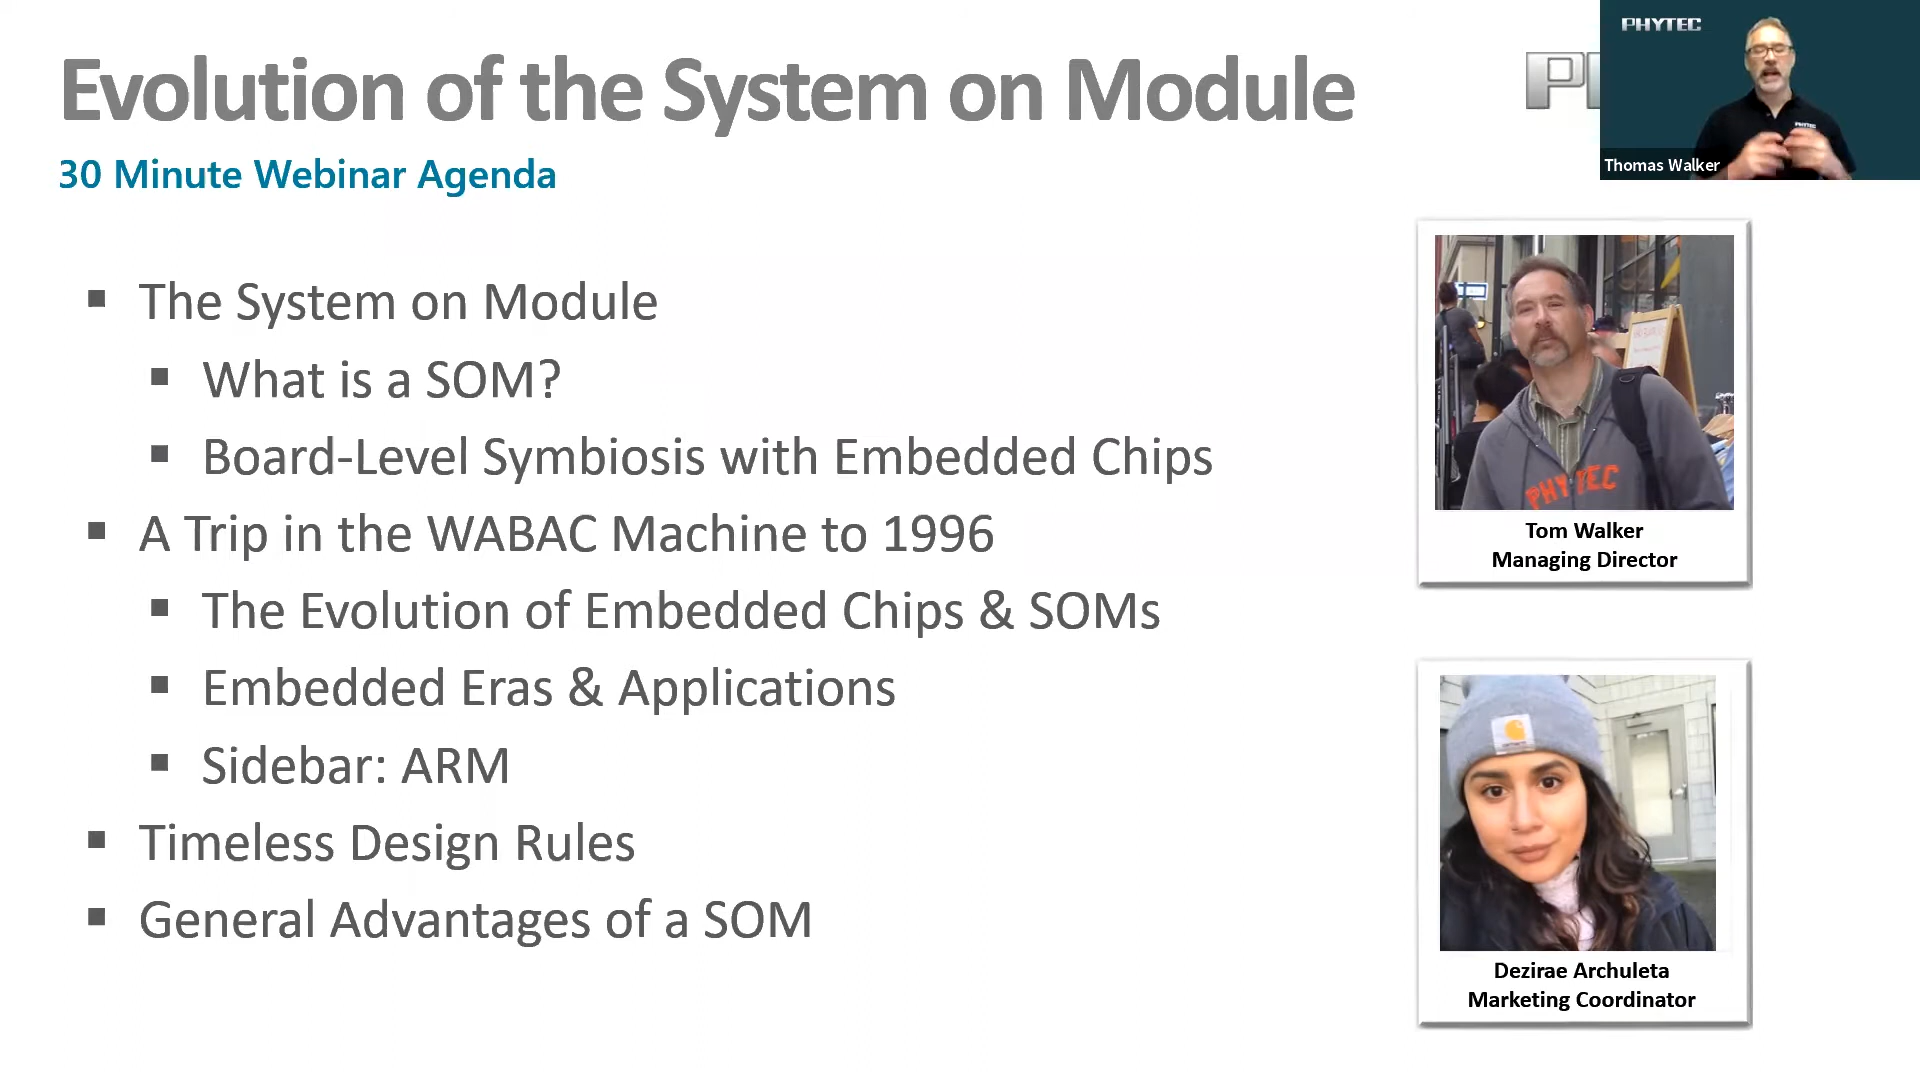 Evolution of the System on Module
30 Minute Webinar Agenda
PHYTEC
PHYTEC
Thomas Walker
The System on Module
What is a SOM?
Board-Level Symbiosis with Embedded Chips
A Trip in the WABAC Machine to 1996
The Evolution of Embedded Chips & SOMs
Embedded Eras & Applications
Sidebar: ARM
Timeless Design Rules
General Advantages of a SOM
PHYTEC
Tom Walker
Managing Director
Dezirae Archuleta
Marketing Coordinator